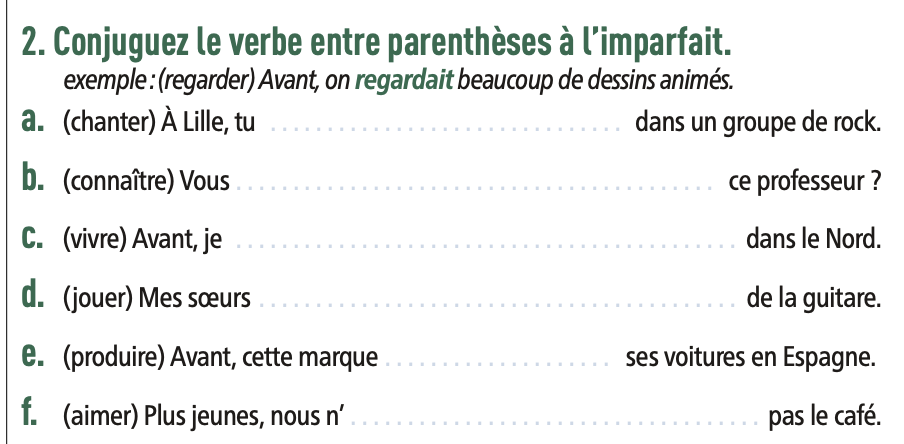 2. Conjuguez le verbe entre parenthèses à l'imparfait.
exemple : (regarder) Avant, on regardait beaucoup de dessins animés.
a. (chanter) À Lille, tu ............................... dans un groupe de rock.
b. (connaître) Vous .......................................... ce professeur ?
c. (vivre) Avant, je ............................................ dans le Nord.
d. (jouer) Mes sœurs .......................................... de la guitare.
e. (produire) Avant, cette marque .................... ses voitures en Espagne.
f. (aimer) Plus jeunes, nous n' .................................... pas le café.